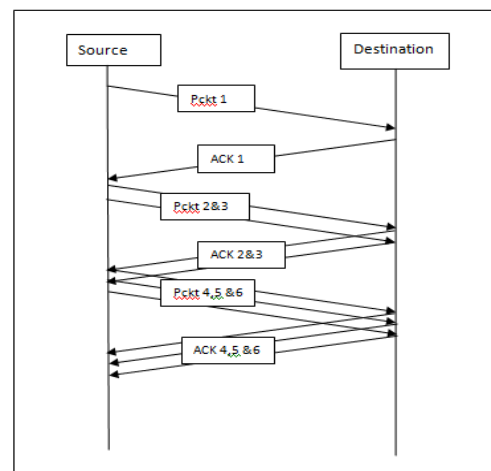 Source
Destination
Pckt 1
ACK 1
Pckt 2&3
ACK 2&3
Pckt 4,5 &6
ACK 4,5 &6